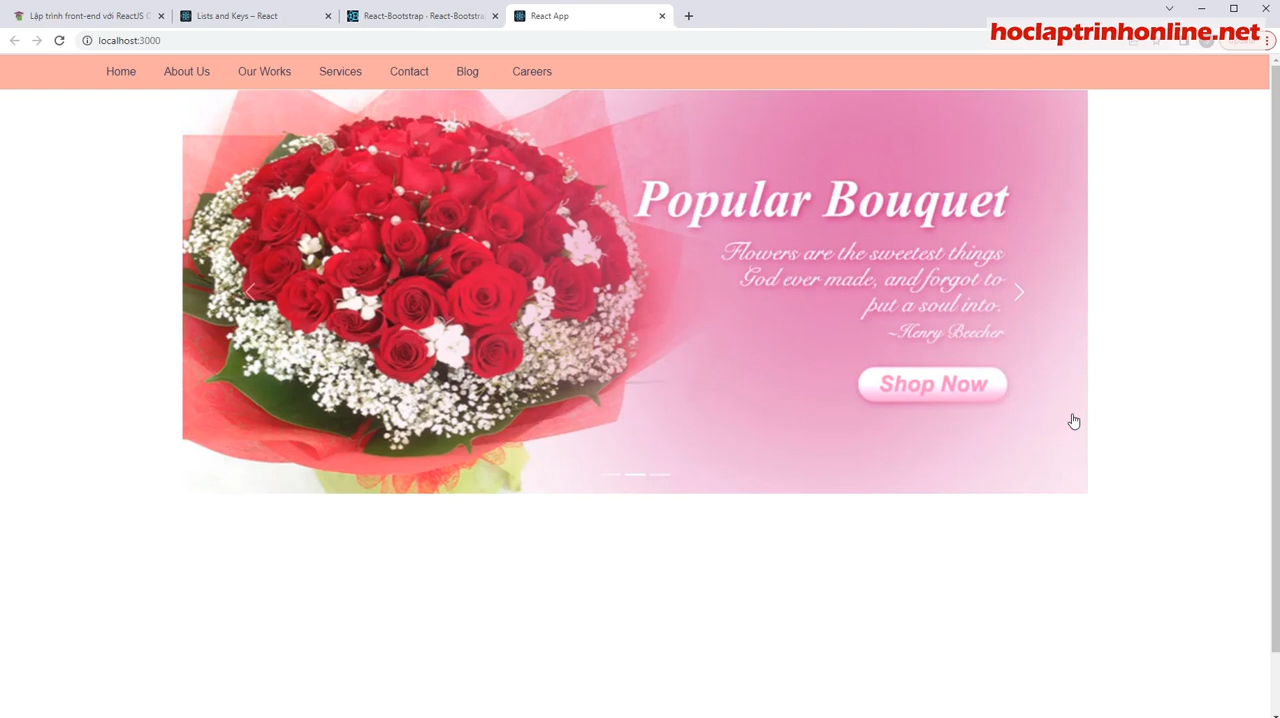 Lập trình front-end với ReactJS
Lists and Keys – React
React-Bootstrap · React-Bootstra
React App
hoclaptrinhonline.net
localhost:3000
Home
About Us
Our Works
Services
Contact
Blog
Careers
Popular Bouquet
Flowers are the sweetest things
God ever made, and forgot to
put a soul into.
~Henry Beecher
Shop Now